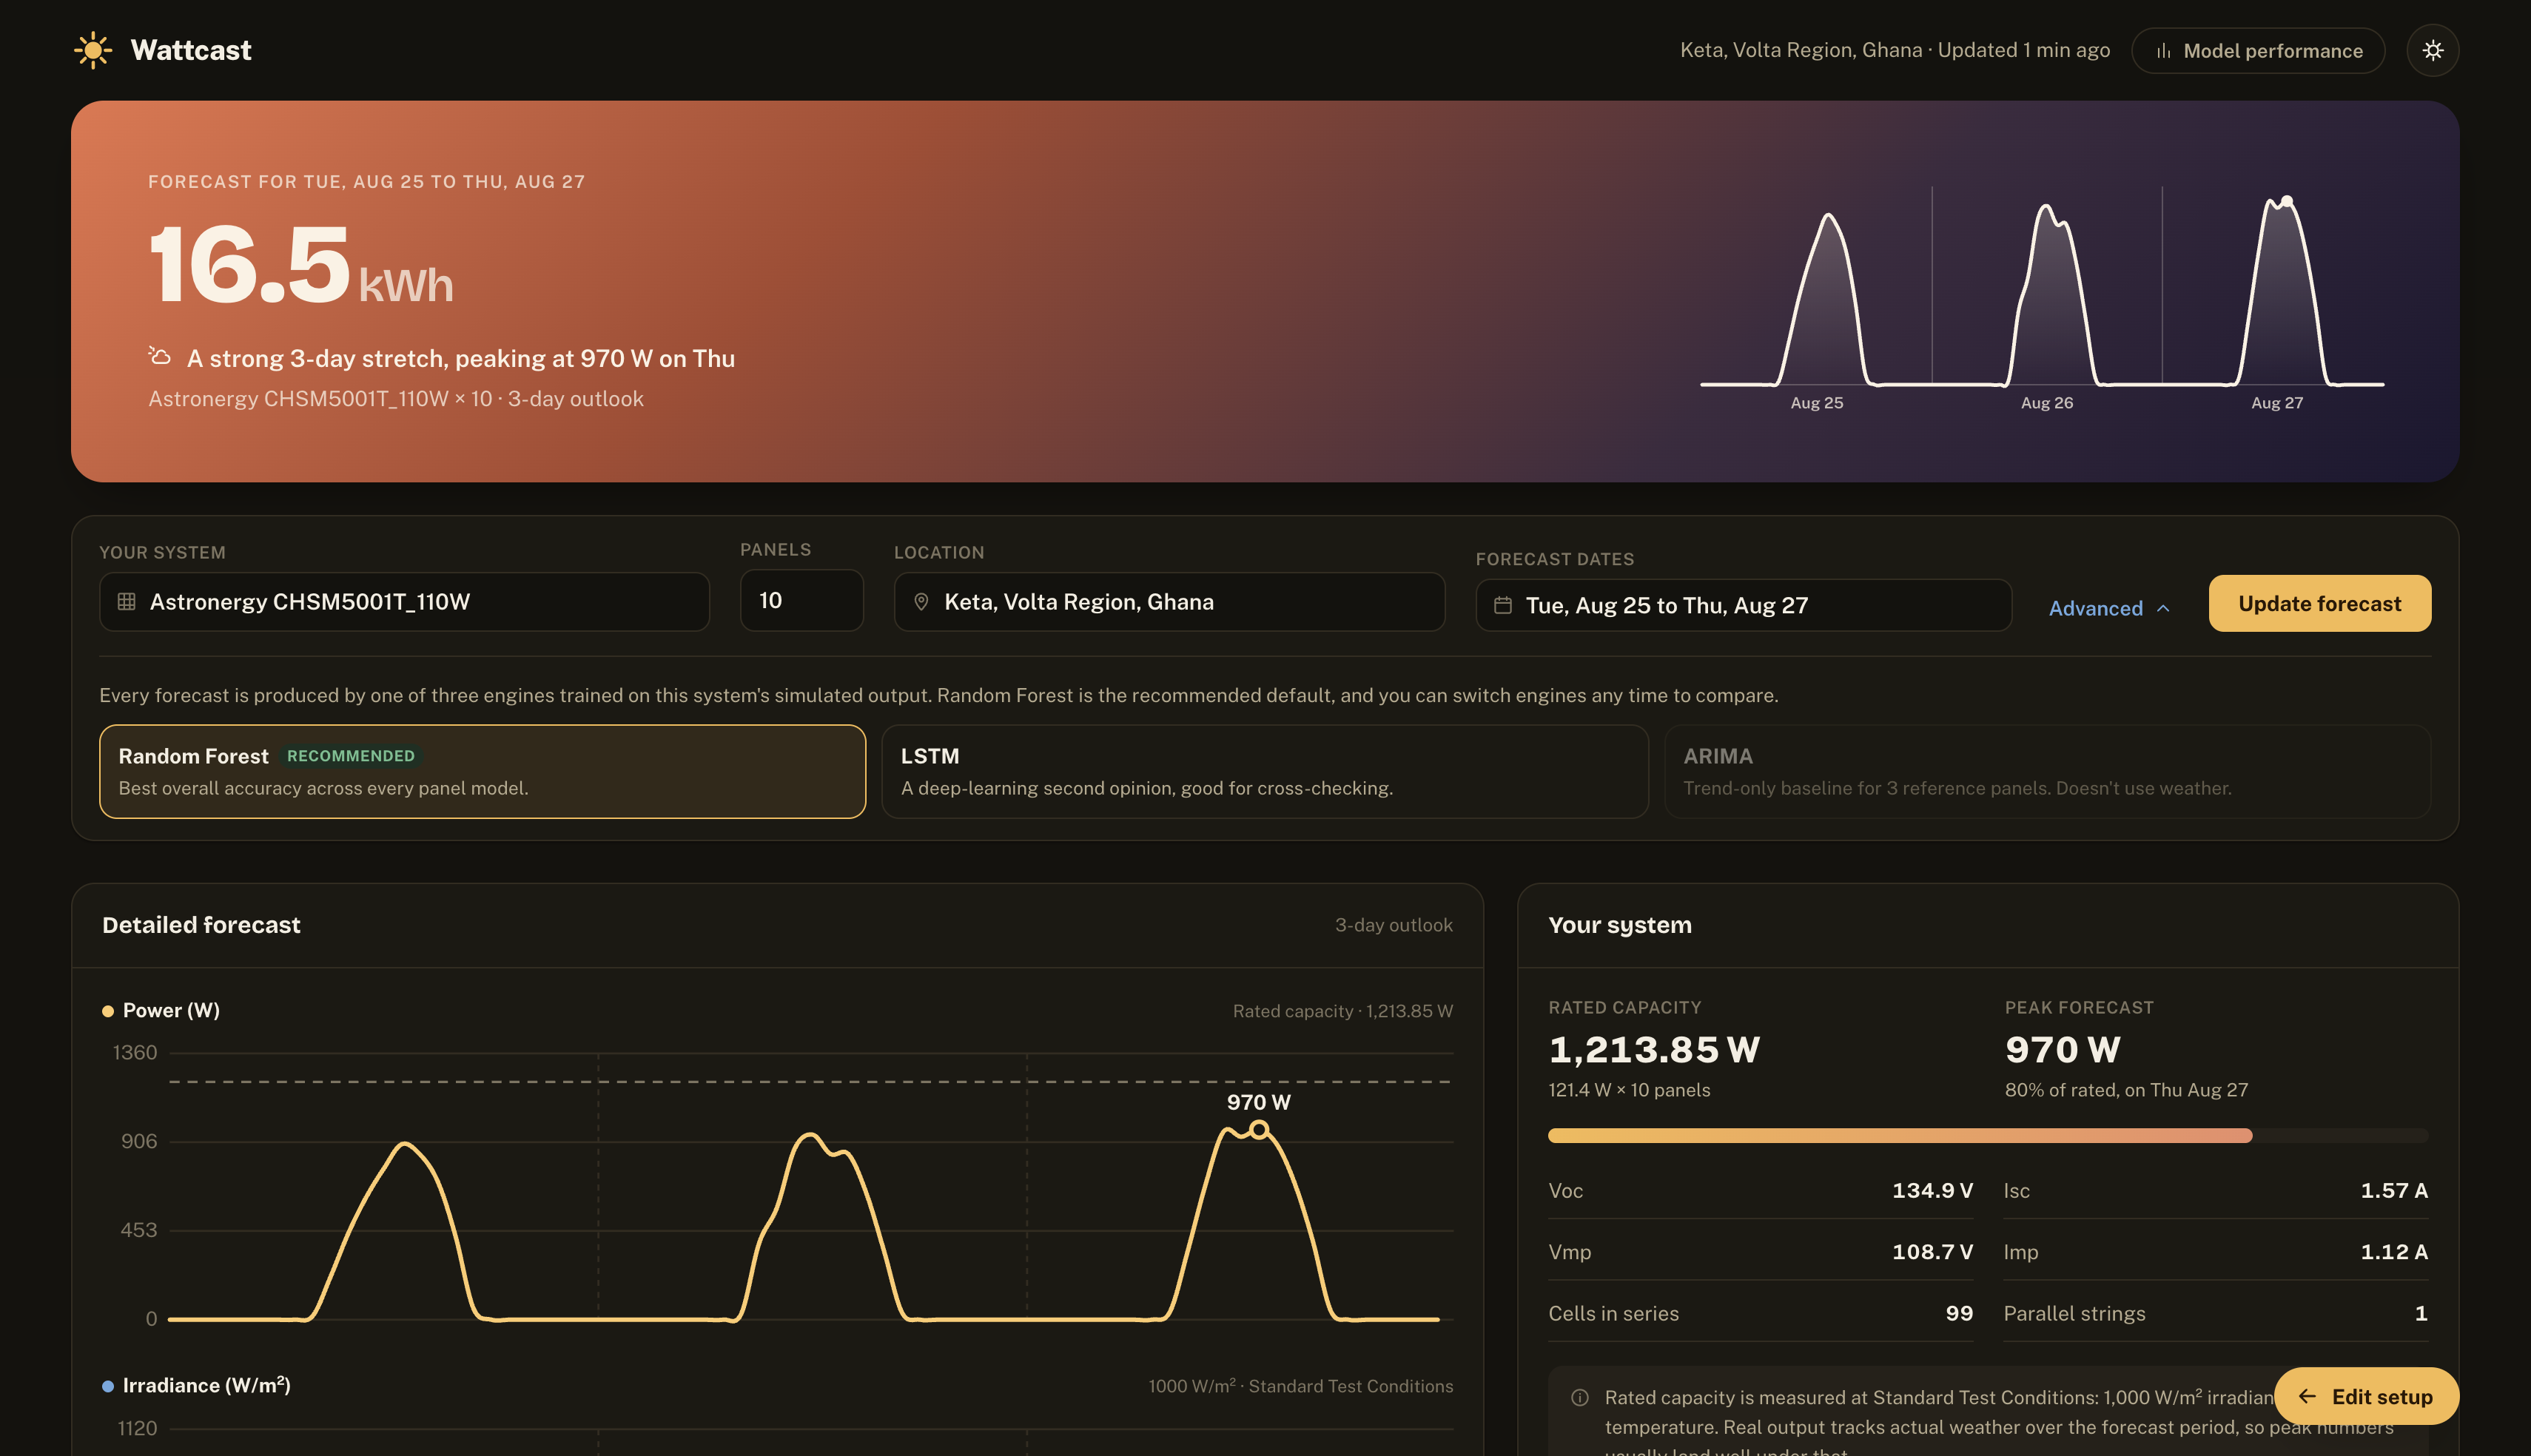 Wattcast
Keta, Volta Region, Ghana · Updated 1 min ago
Model performance
FORECAST FOR TUE, AUG 25 TO THU, AUG 27
16.5 kWh
A strong 3-day stretch, peaking at 970 W on Thu
Astronergy CHSM5001T_110W × 10 · 3-day outlook
Aug 25
Aug 26
Aug 27
YOUR SYSTEM
Astronergy CHSM5001T_110W
PANELS
10
LOCATION
Keta, Volta Region, Ghana
FORECAST DATES
Tue, Aug 25 to Thu, Aug 27
Advanced
Update forecast
Every forecast is produced by one of three engines trained on this system's simulated output. Random Forest is the recommended default, and you can switch engines any time to compare.
Random Forest RECOMMENDED
Best overall accuracy across every panel model.
LSTM
A deep-learning second opinion, good for cross-checking.
ARIMA
Trend-only baseline for 3 reference panels. Doesn't use weather.
Detailed forecast
3-day outlook
Power (W)
Rated capacity · 1,213.85 W
1360
906
453
0
970 W
Irradiance (W/m²)
1000 W/m² · Standard Test Conditions
1120
Your system
RATED CAPACITY
1,213.85 W
121.4 W × 10 panels
PEAK FORECAST
970 W
80% of rated, on Thu Aug 27
Voc 134.9 V
Isc 1.57 A
Vmp 108.7 V
Imp 1.12 A
Cells in series 99
Parallel strings 1
Rated capacity is measured at Standard Test Conditions: 1,000 W/m²
temperature. Real output tracks actual weather over the forecast period, so peak numbers
usually land well under that.
Edit setup